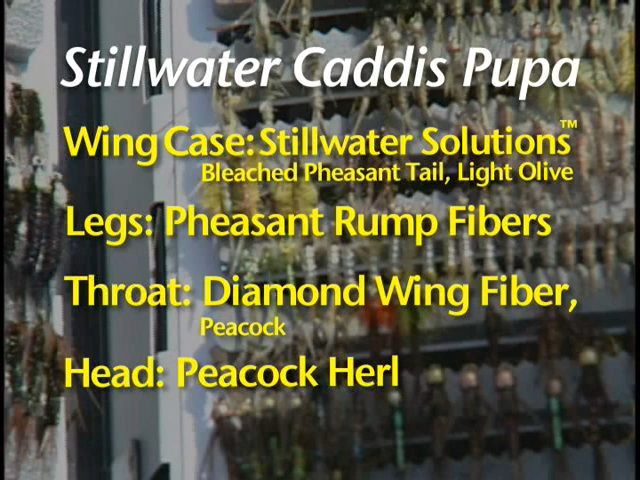 Stillwater Caddis Pupa
Wing Case: Stillwater Solutions™
Bleached Pheasant Tail, Light Olive
Legs: Pheasant Rump Fibers
Throat: Diamond Wing Fiber,
Peacock
Head: Peacock Herl